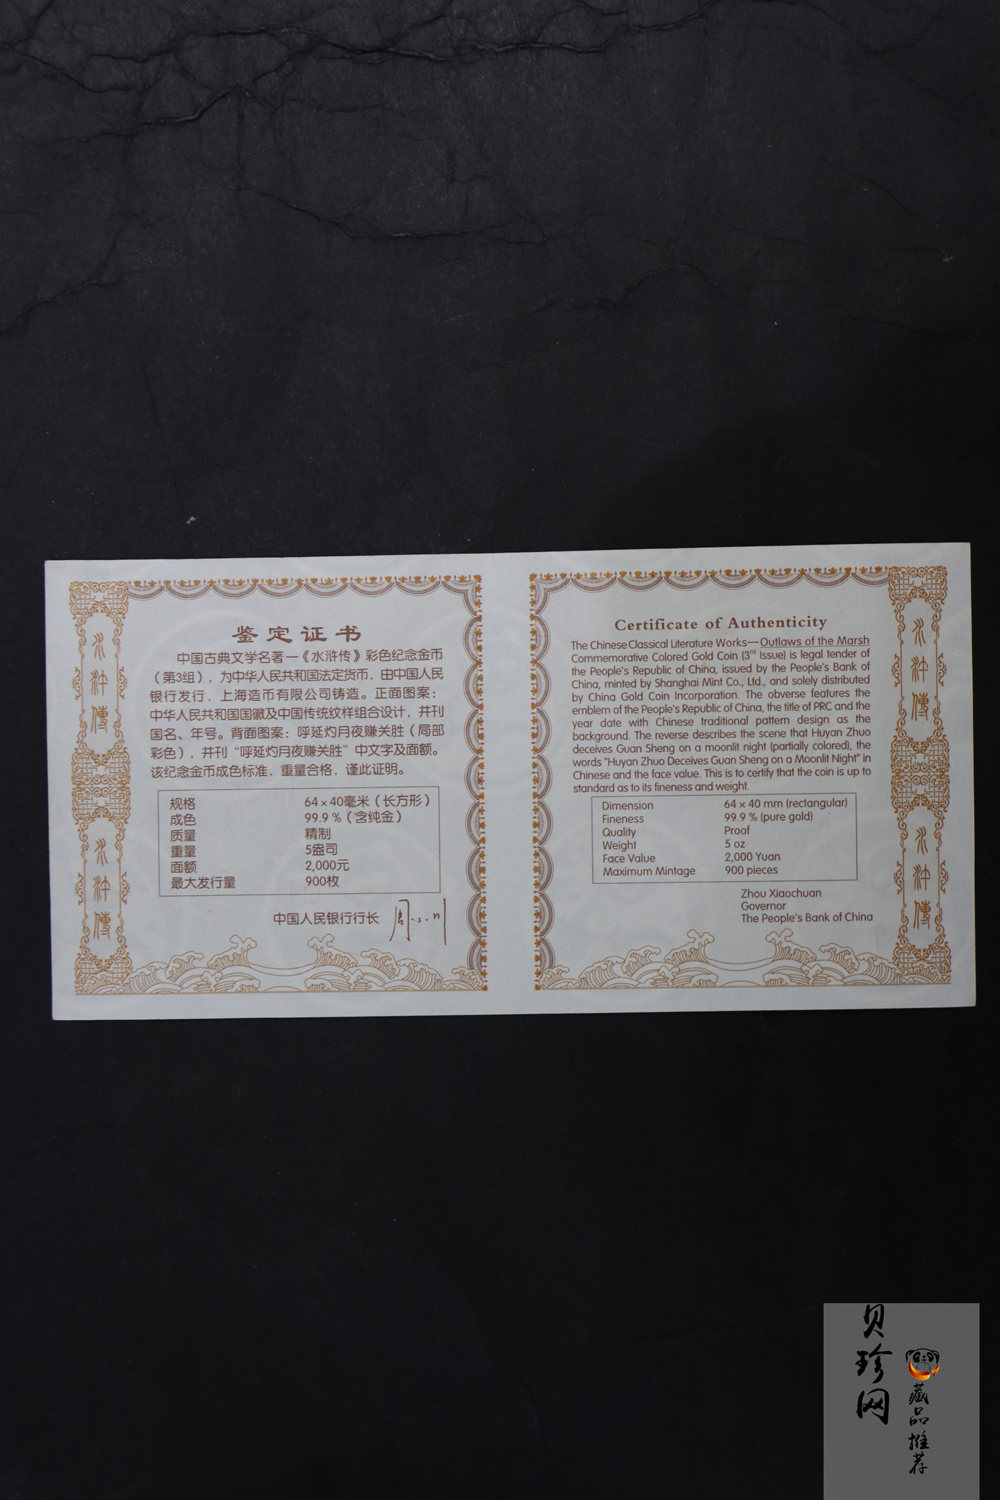 鉴定证书
中国古典文学名著—《水浒传》彩色纪念金币
（第3组），为中华人民共和国法定货币，由中国人民
银行发行，上海造币有限公司铸造。正面图案：
中华人民共和国国徽及中国传统纹样组合设计，并刊
国名、年号。背面图案：呼延灼月夜赚关胜（局部
彩色），并刊“呼延灼月夜赚关胜”中文字及面额。
该纪念金币成色标准，重量合格，谨此证明。
规格 64×40毫米（长方形）
成色 99.9％（含纯金）
质量 精制
重量 5盎司
面额 2,000元
最大发行量 900枚
中国人民银行行长
水浒傳
水浒傳
Certificate of Authenticity
The Chinese Classical Literature Works—Outlaws of the Marsh
Commemorative Colored Gold Coin (3rd Issue) is legal tender of
the People's Republic of China, issued by the People's Bank of
China, minted by Shanghai Mint Co., Ltd., and solely distributed
by China Gold Coin Incorporation. The obverse features the
emblem of the People's Republic of China, the title of PRC and the
year date with Chinese traditional pattern design as the
background. The reverse describes the scene that Huyan Zhuo
deceives Guan Sheng on a moonlit night (partially colored), the
words "Huyan Zhuo Deceives Guan Sheng on a Moonlit Night" in
Chinese and the face value. This is to certify that the coin is up to
standard as to its fineness and weight.
Dimension 64 × 40 mm (rectangular)
Fineness 99.9 % (pure gold)
Quality Proof
Weight 5 oz
Face Value 2,000 Yuan
Maximum Mintage 900 pieces
Zhou Xiaochuan
Governor
The People's Bank of China
水浒傳
水浒傳
贝珍网
藏品推荐